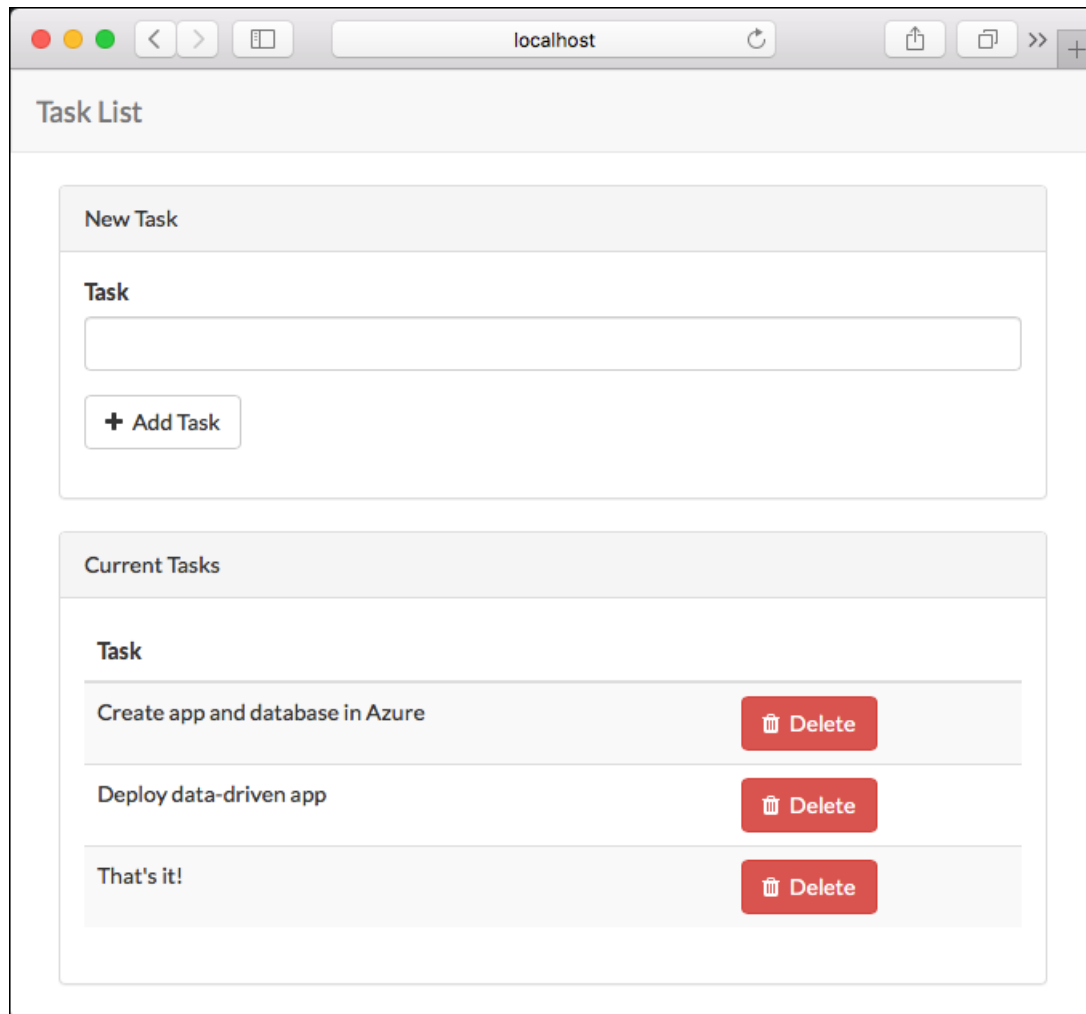 localhost
Task List
New Task
Task
Add Task
Current Tasks
Task
Create app and database in Azure
Delete
Deploy data-driven app
Delete
That's it!
Delete